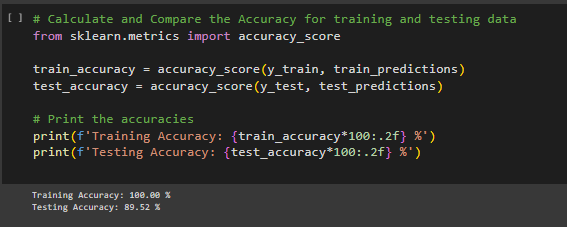 [ ] # Calculate and Compare the Accuracy for training and testing data
from sklearn.metrics import accuracy_score
train_accuracy = accuracy_score(y_train, train_predictions)
test_accuracy = accuracy_score(y_test, test_predictions)
# Print the accuracies
print(f'Training Accuracy: {train_accuracy*100:.2f} %')
print(f'Testing Accuracy: {test_accuracy*100:.2f} %')
Training Accuracy: 100.00 %
Testing Accuracy: 89.52 %